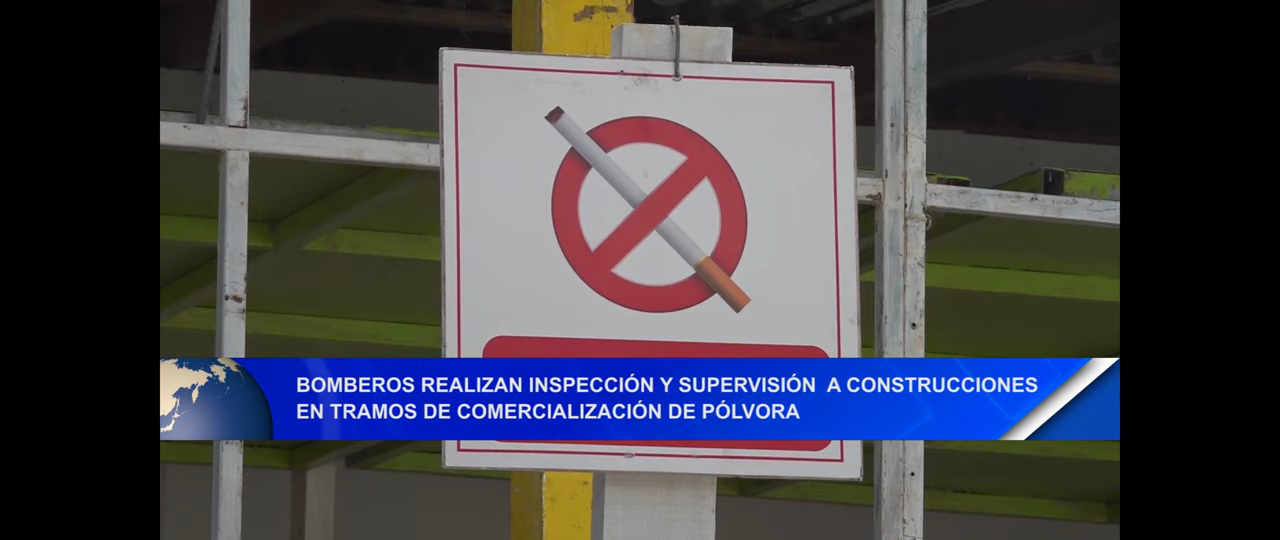 BOMBEROS REALIZAN INSPECCIÓN Y SUPERVISIÓN A CONSTRUCCIONES
EN TRAMOS DE COMERCIALIZACIÓN DE PÓLVORA